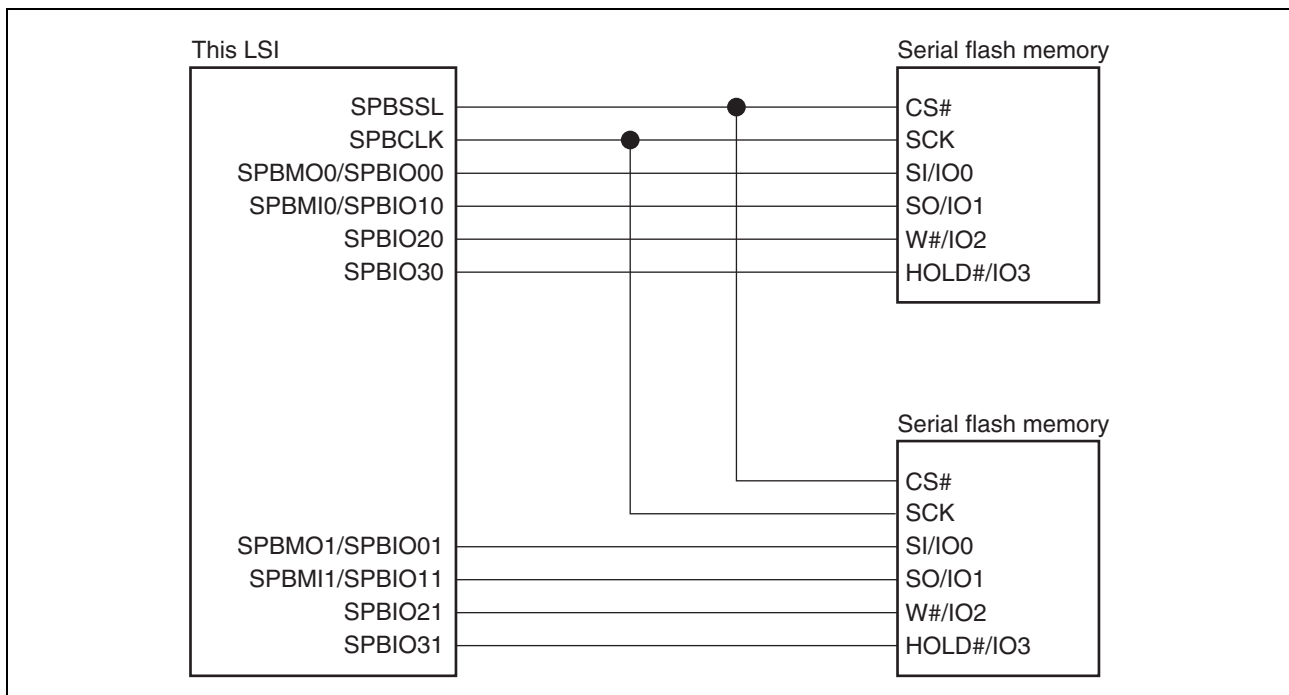 This LSI
SPBSSL
SPBCLK
SPBMO0/SPBIO00
SPBMI0/SPBIO10
SPBIO20
SPBIO30
SPBMO1/SPBIO01
SPBMI1/SPBIO11
SPBIO21
SPBIO31
Serial flash memory
CS#
SCK
SI/IO0
SO/IO1
W#/IO2
HOLD#/IO3
Serial flash memory
CS#
SCK
SI/IO0
SO/IO1
W#/IO2
HOLD#/IO3